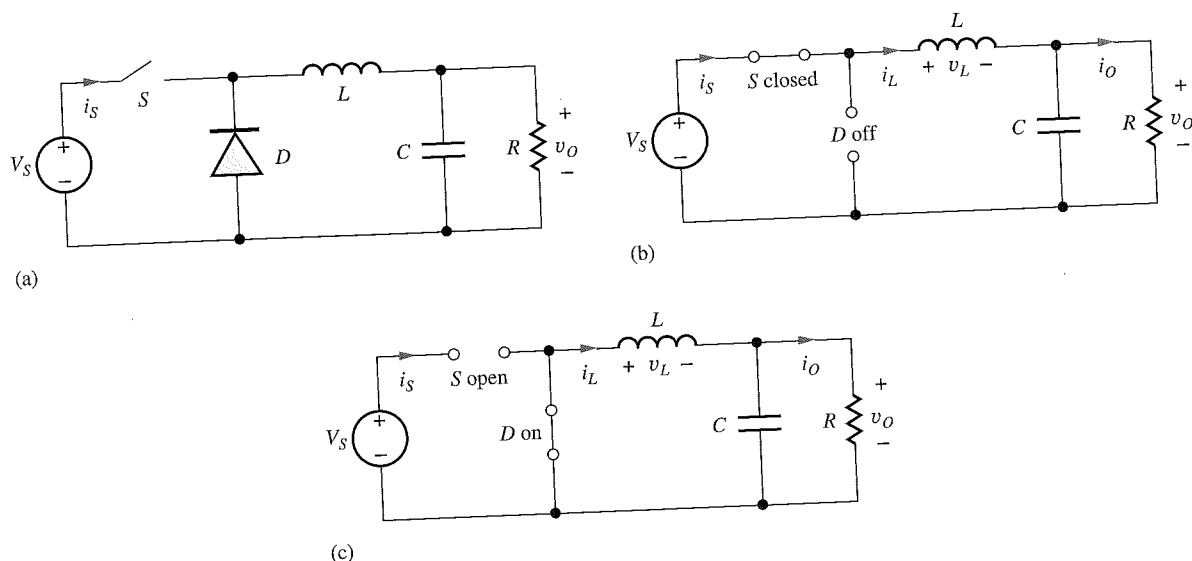 i_S
S
L
V_S
+
−
D
C
R
+
v_O
−
(a)
L
i_S
S closed
i_L
+ v_L −
i_O
V_S
+
−
D off
C
R
+
v_O
−
(b)
L
i_S
S open
i_L
+ v_L −
i_O
V_S
+
−
D on
C
R
+
v_O
−
(c)